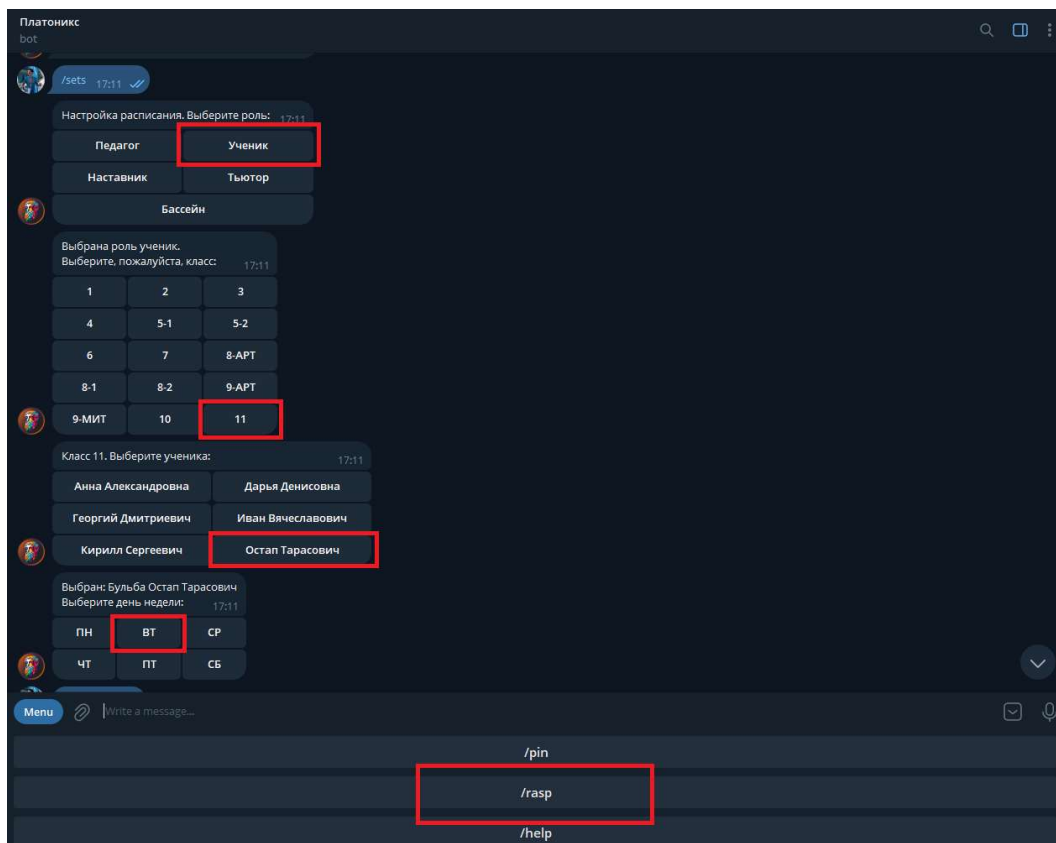 Платоникс
bot
/sets 17:11
Настройка расписания. Выберите роль: 17:11
Педагог Ученик
Наставник Тьютор
Бассейн
Выбрана роль ученик.
Выберите, пожалуйста, класс: 17:11
1 2 3
4 5-1 5-2
6 7 8-АРТ
8-1 8-2 9-АРТ
9-МИТ 10 11
Класс 11. Выберите ученика: 17:11
Анна Александровна Дарья Денисовна
Георгий Дмитриевич Иван Вячеславович
Кирилл Сергеевич Остап Тарасович
Выбран: Бульба Остап Тарасович
Выберите день недели: 17:11
ПН ВТ СР
ЧТ ПТ СБ
Menu Write a message...
/pin
/rasp
/help